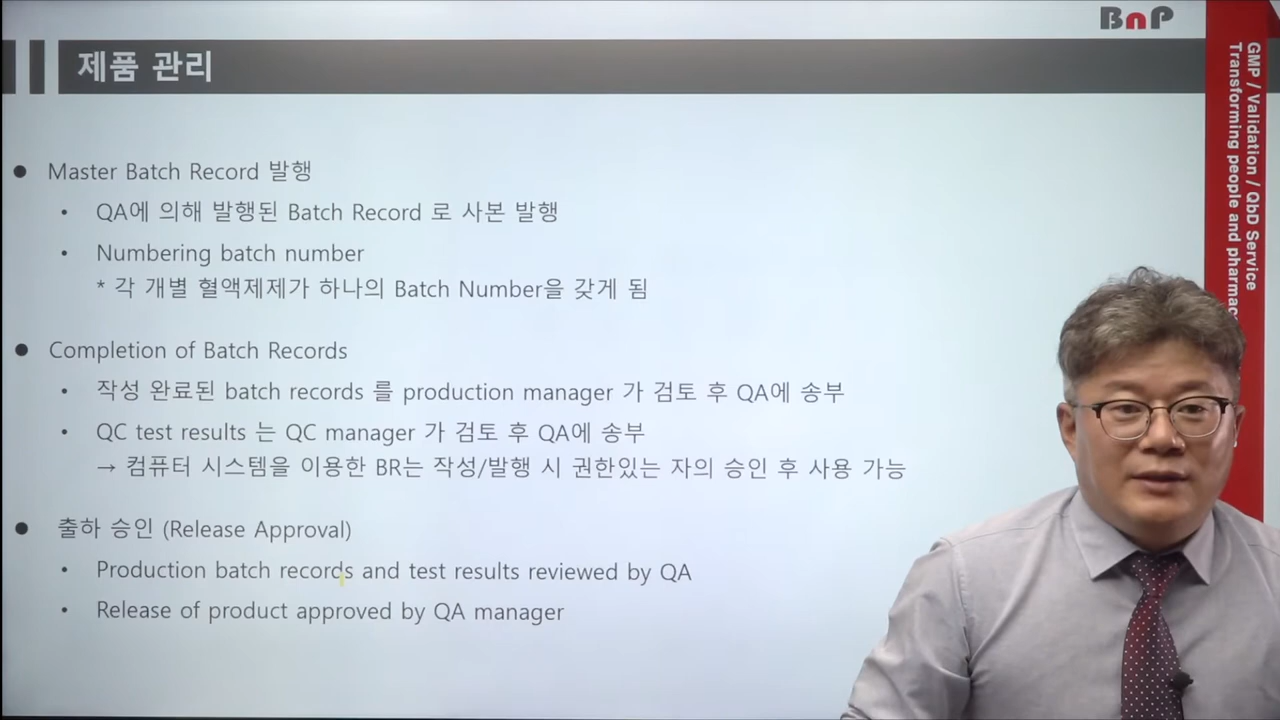 BnP
제품 관리
GMP / Validation / QbD Service
Transforming people and
● Master Batch Record 발행
• QA에 의해 발행된 Batch Record 로 사본 발행
• Numbering batch number
* 각 개별 혈액제제가 하나의 Batch Number을 갖게 됨
● Completion of Batch Records
• 작성 완료된 batch records 를 production manager 가 검토 후 QA에 송부
• QC test results 는 QC manager 가 검토 후 QA에 송부
→ 컴퓨터 시스템을 이용한 BR는 작성/발행 시 권한있는 자의 승인 후 사용 가능
● 출하 승인 (Release Approval)
• Production batch records and test results reviewed by QA
• Release of product approved by QA manager